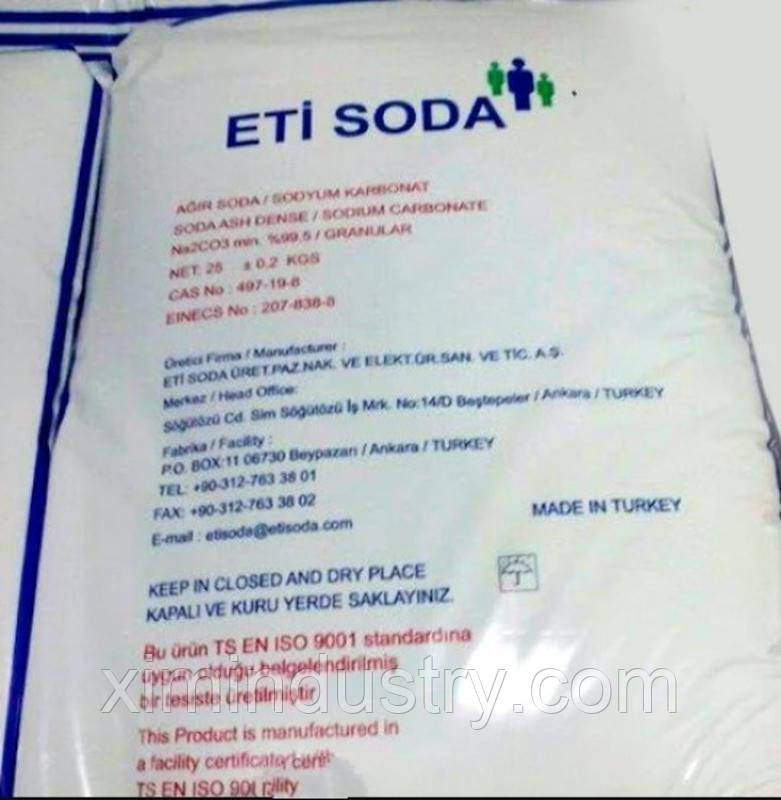 ETİ SODA
AĞIR SODA / SODYUM KARBONAT
SODA ASH DENSE / SODIUM CARBONATE
Na2CO3 min. %99.5 / GRANULAR
NET: 25 ± 0.2 KGS
CAS No : 497-19-8
EINECS No : 207-838-8
Üretici Firma / Manufacturer :
ETİ SODA ÜRET.PAZ.NAK. VE ELEKT.ÜR.SAN. VE TİC. A.Ş.
Merkez / Head Office:
Söğütözü Cd. Sim Söğütözü İş Mrk. No:14/D Beştepeler / Ankara / TURKEY
Fabrika / Facility :
P.O. BOX:11 06730 Beypazarı / Ankara / TURKEY
TEL: +90-312-763 38 01
FAX: +90-312-763 38 02
E-mail : etisoda@etisoda.com
MADE IN TURKEY
KEEP IN CLOSED AND DRY PLACE
KAPALI VE KURU YERDE SAKLAYINIZ.
Bu ürün TS EN ISO 9001 standardına
uygun olduğu belgelendirilmiş
bir tesiste üretilmiştir
ximindustry.com
This Product is manufactured in
a facility
TS EN ISO